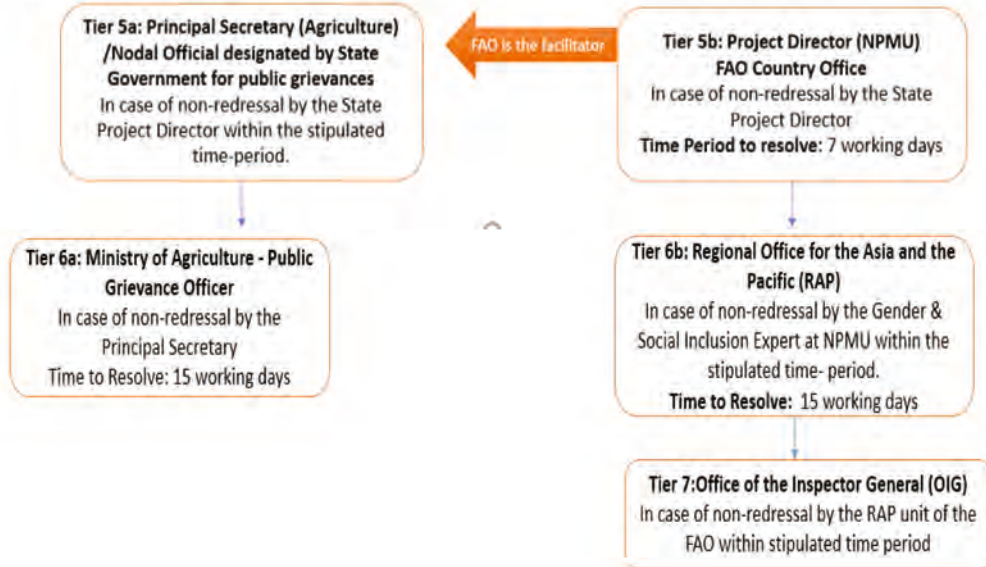 Tier 5a: Principal Secretary (Agriculture)
/Nodal Official designated by State
Government for public grievances
In case of non-redressal by the State
Project Director within the stipulated
time-period.
FAO is the facilitator
Tier 5b: Project Director (NPMU)
FAO Country Office
In case of non-redressal by the State
Project Director
Time Period to resolve: 7 working days
Tier 6a: Ministry of Agriculture - Public
Grievance Officer
In case of non-redressal by the
Principal Secretary
Time to Resolve: 15 working days
Tier 6b: Regional Office for the Asia and the
Pacific (RAP)
In case of non-redressal by the Gender &
Social Inclusion Expert at NPMU within the
stipulated time- period.
Time to Resolve: 15 working days
Tier 7:Office of the Inspector General (OIG)
In case of non-redressal by the RAP unit of the
FAO within stipulated time period